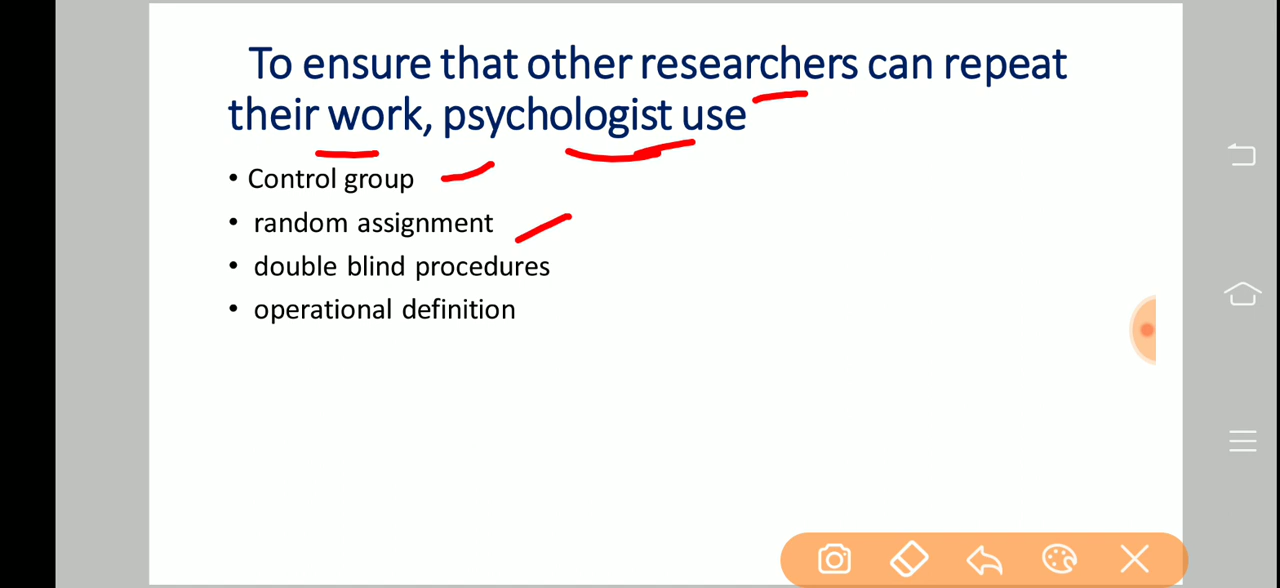 To ensure that other researchers can repeat
their work, psychologist use
• Control group
• random assignment
• double blind procedures
• operational definition